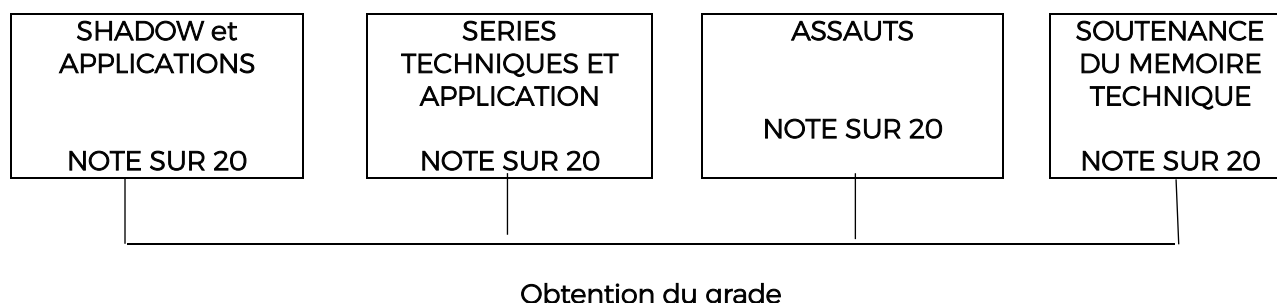 SHADOW et
APPLICATIONS
NOTE SUR 20
SERIES
TECHNIQUES ET
APPLICATION
NOTE SUR 20
ASSAUTS
NOTE SUR 20
SOUTENANCE
DU MEMOIRE
TECHNIQUE
NOTE SUR 20
Obtention du grade